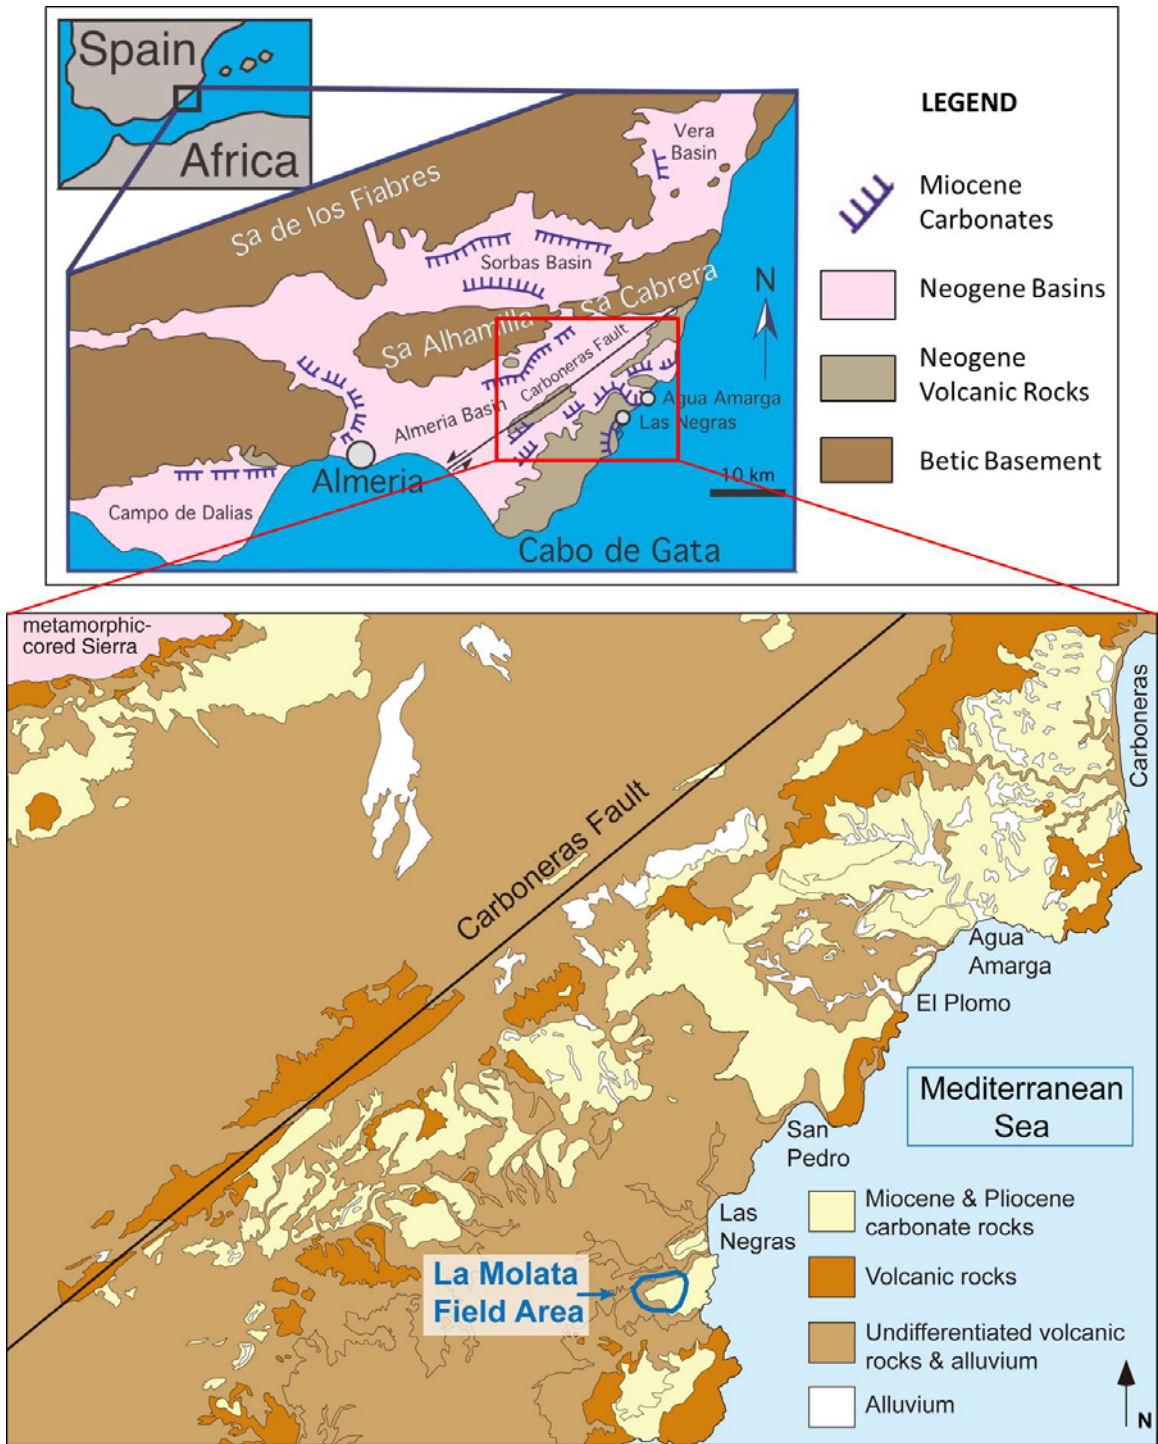 Spain
Africa
LEGEND
Miocene
Carbonates
Neogene Basins
Neogene
Volcanic Rocks
Betic Basement
Vera
Basin
Sa de los Fiabres
Sorbas Basin
Sa Cabrera
N
Sa Alhamilla
Carboneras Fault
Almeria Basin
Agua Amarga
Las Negras
Almeria
10 km
Campo de Dalias
Cabo de Gata
metamorphic-
cored Sierra
Carboneras
Carboneras Fault
Agua
Amarga
El Plomo
Mediterranean
Sea
San
Pedro
Las
Negras
La Molata
Field Area
Miocene & Pliocene
carbonate rocks
Volcanic rocks
Undifferentiated volcanic
rocks & alluvium
Alluvium
N